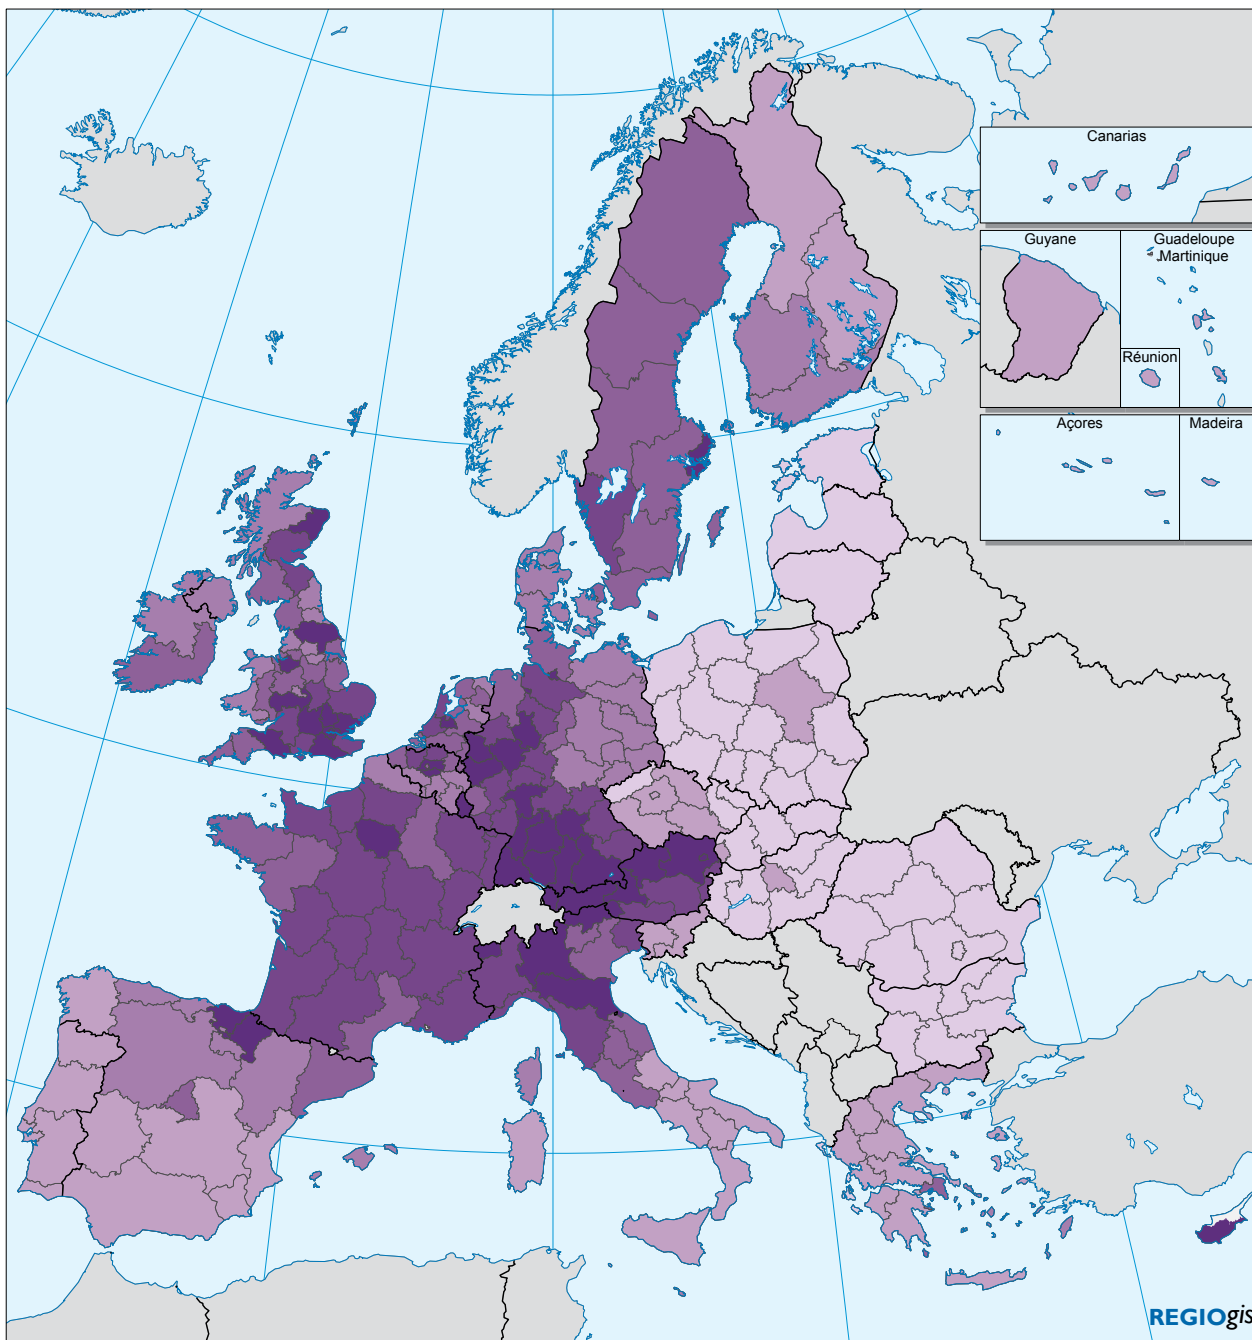 Canarias
Guyane
Guadeloupe
Martinique
Réunion
Açores
Madeira
REGIOgis